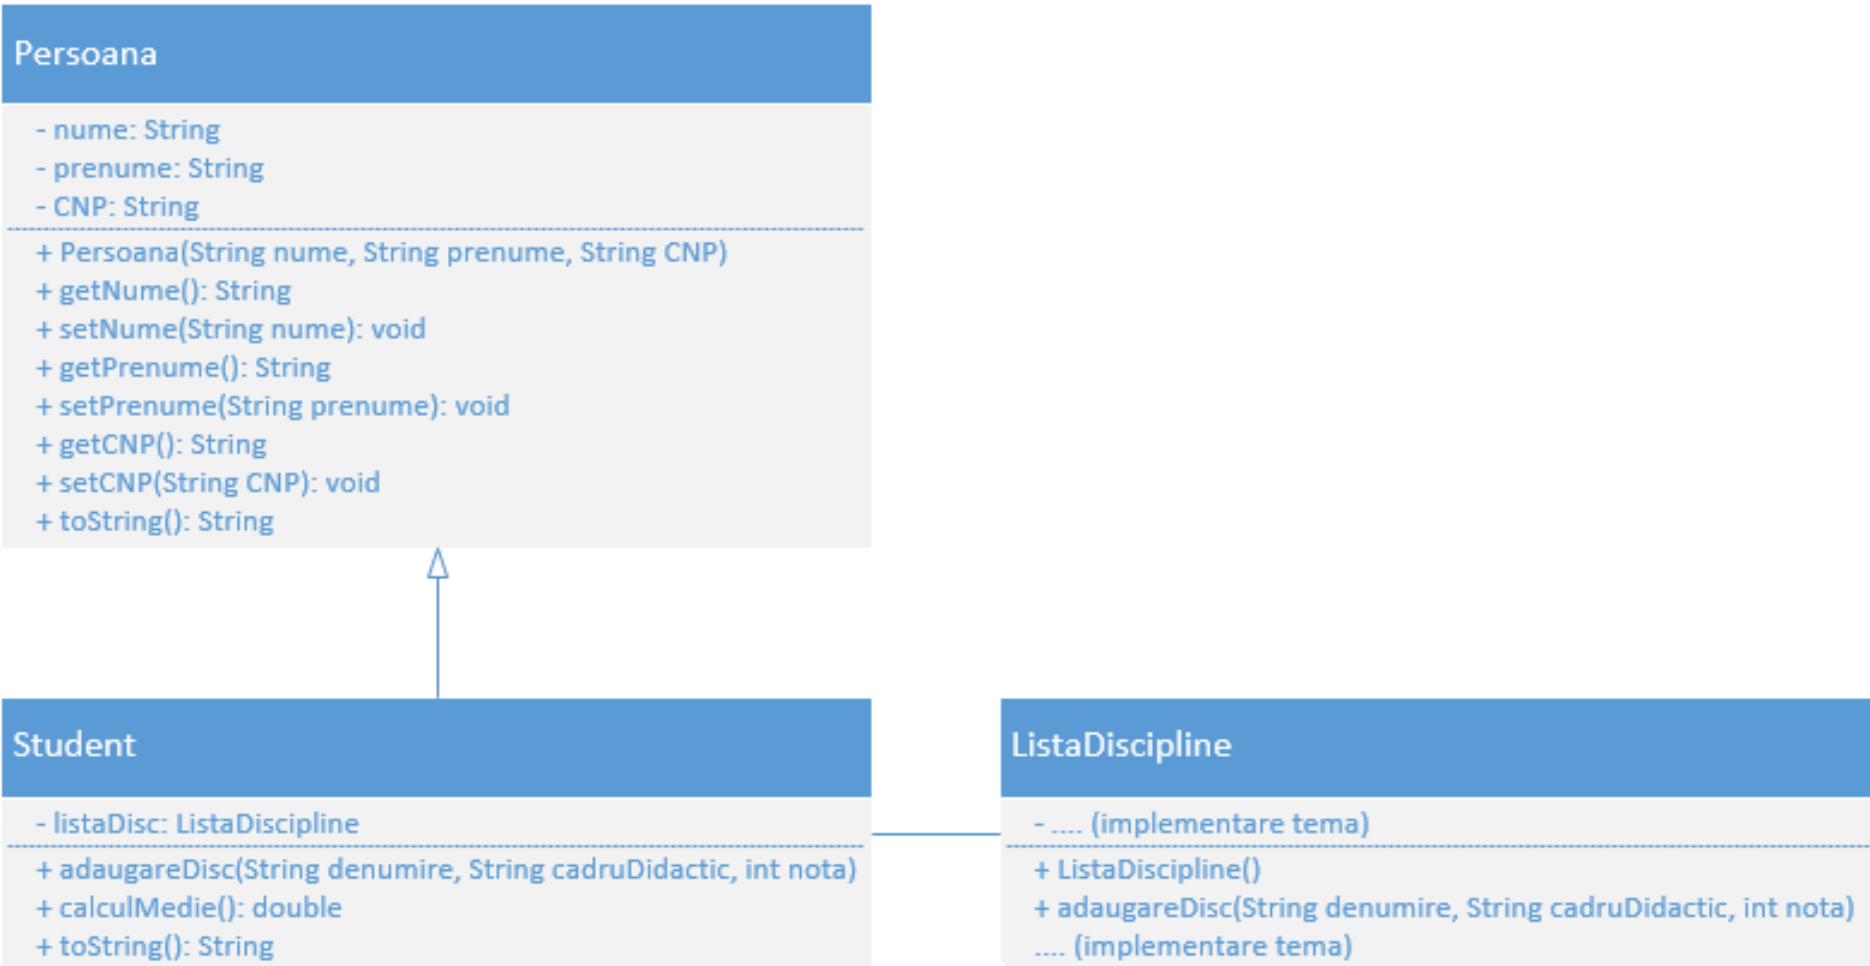 Persoana
- nume: String
- prenume: String
- CNP: String
+ Persoana(String nume, String prenume, String CNP)
+ getNume(): String
+ setNume(String nume): void
+ getPrenume(): String
+ setPrenume(String prenume): void
+ getCNP(): String
+ setCNP(String CNP): void
+ toString(): String
Student
- listaDisc: ListaDiscipline
+ adaugareDisc(String denumire, String cadruDidactic, int nota)
+ calculMedie(): double
+ toString(): String
ListaDiscipline
- .... (implementare tema)
+ ListaDiscipline()
+ adaugareDisc(String denumire, String cadruDidactic, int nota)
.... (implementare tema)